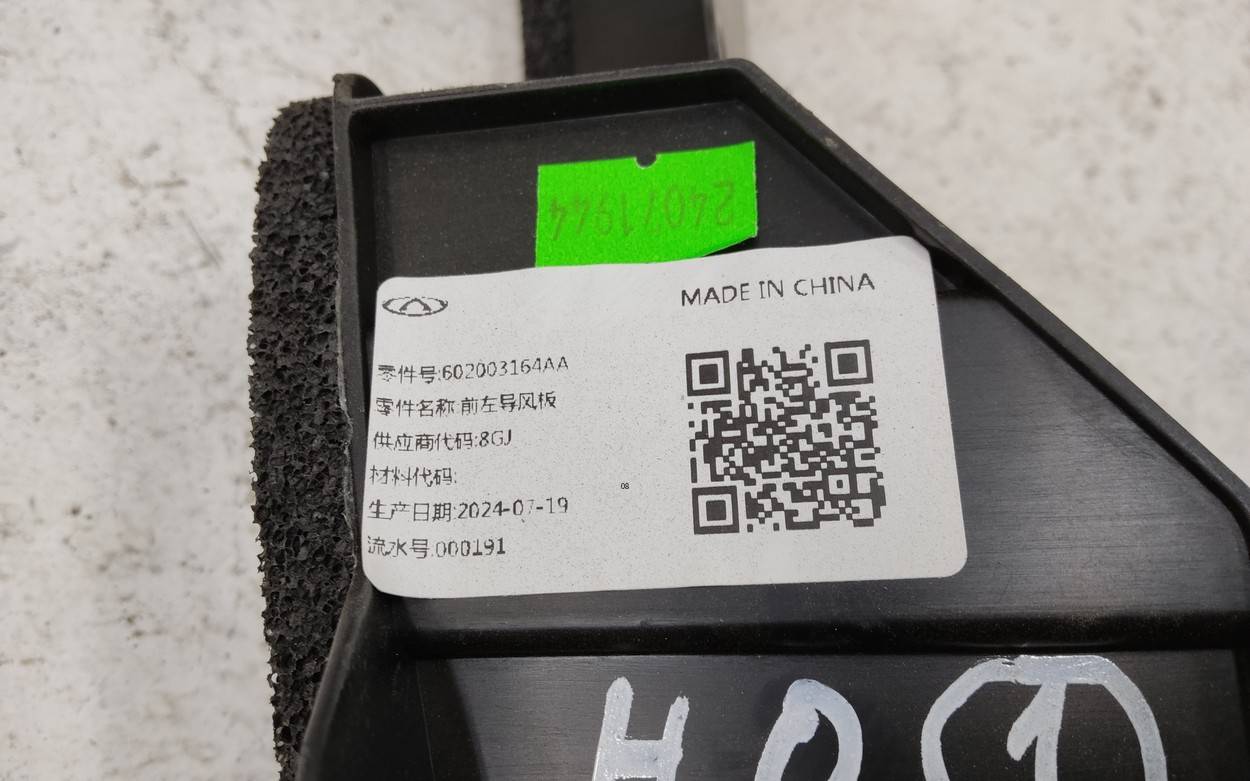 24071944
MADE IN CHINA
零件号:602003164AA
零件名称:前左导风板
供应商代码:8GJ
材料代码:
08
生产日期:2024-07-19
流水号:000191